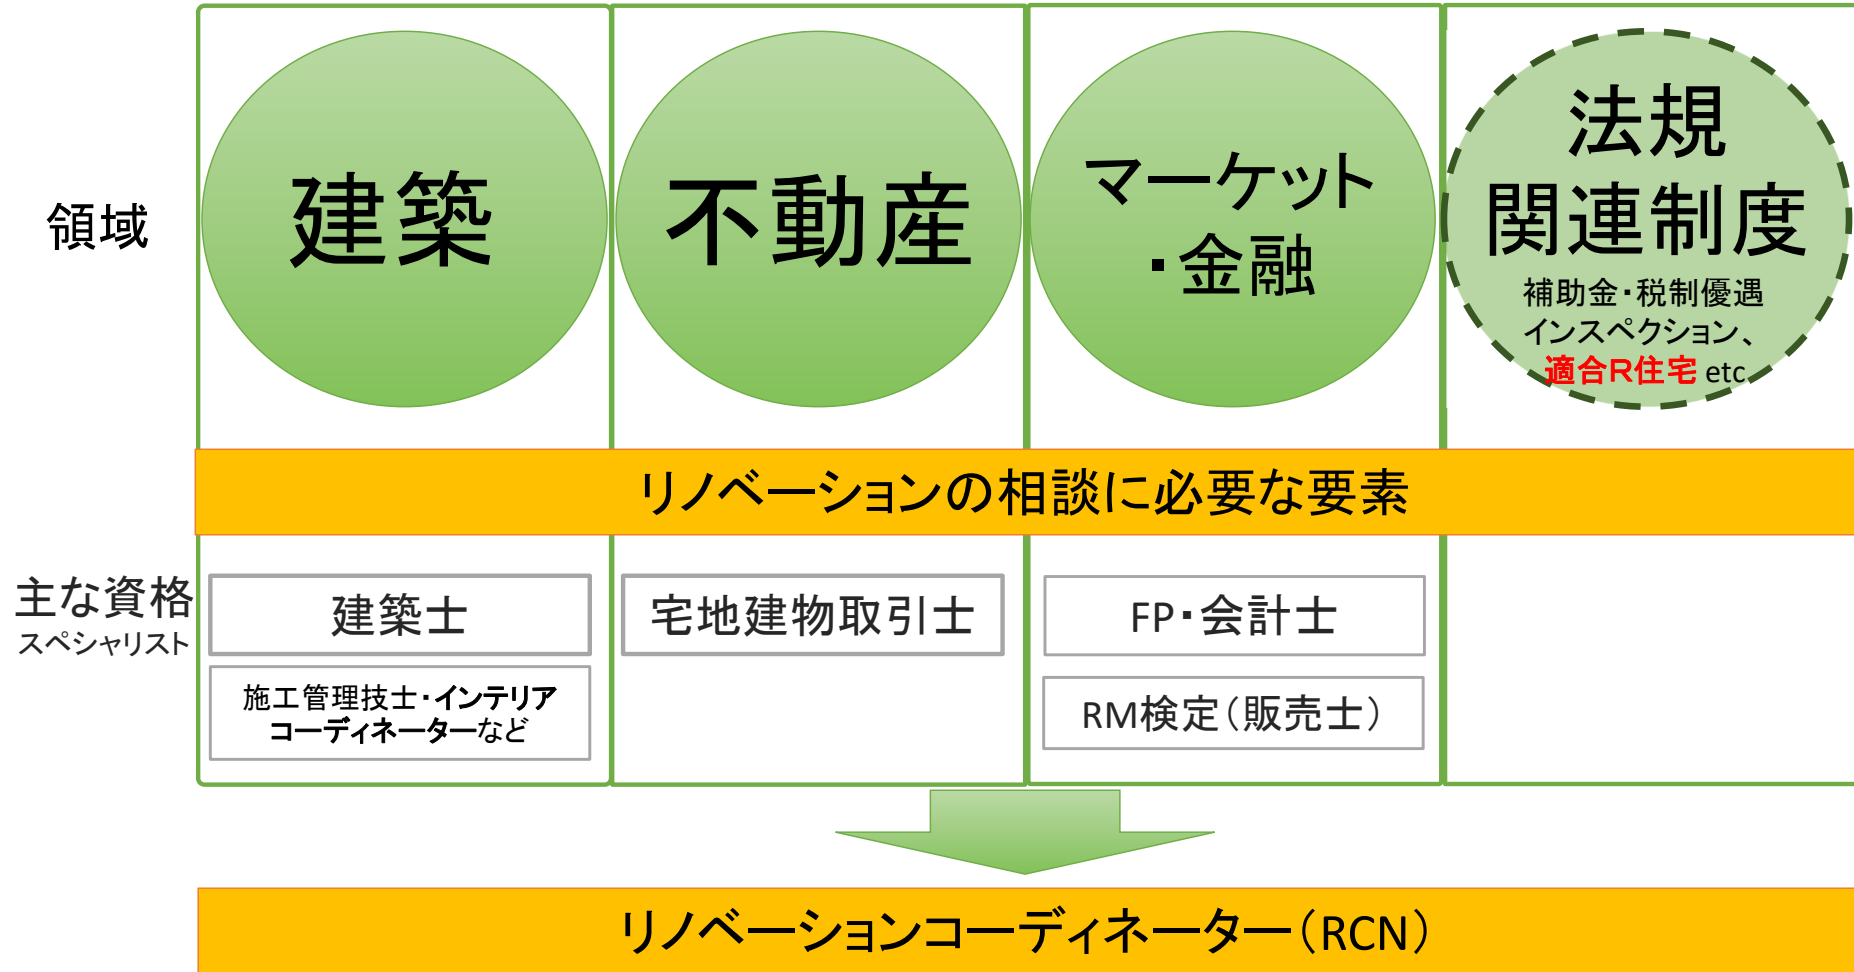 領域
建築
不動産
マーケット
・金融
法規
関連制度
補助金・税制優遇
インスペクション、
適合R住宅 etc
リノベーションの相談に必要な要素
主な資格
スペシャリスト
建築士
施工管理技士・インテリア
コーディネーターなど
宅地建物取引士
FP・会計士
RM検定(販売士)
リノベーションコーディネーター(RCN)